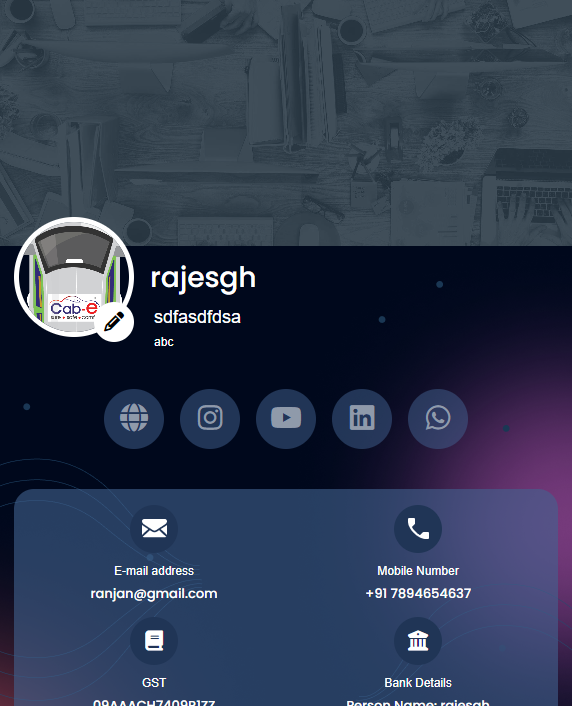 Cab-e
rajesgh
sdfasdfdsa
abc
E-mail address
ranjan@gmail.com
Mobile Number
+91 7894654637
GST
Bank Details
Person Name: rajesgh